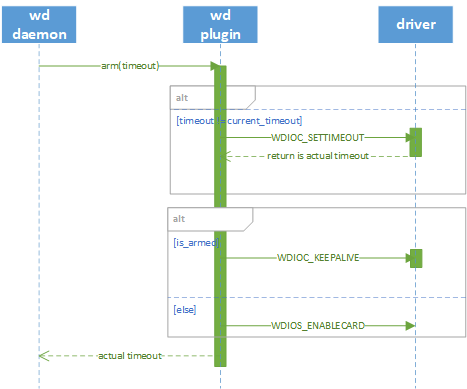 wd
daemon
wd
plugin
driver
arm(timeout)
alt
[timeout != current_timeout]
WDIOC_SETTIMEOUT
return is actual timeout
alt
[is_armed]
WDIOC_KEEPALIVE
[else]
WDIOS_ENABLECARD
actual timeout